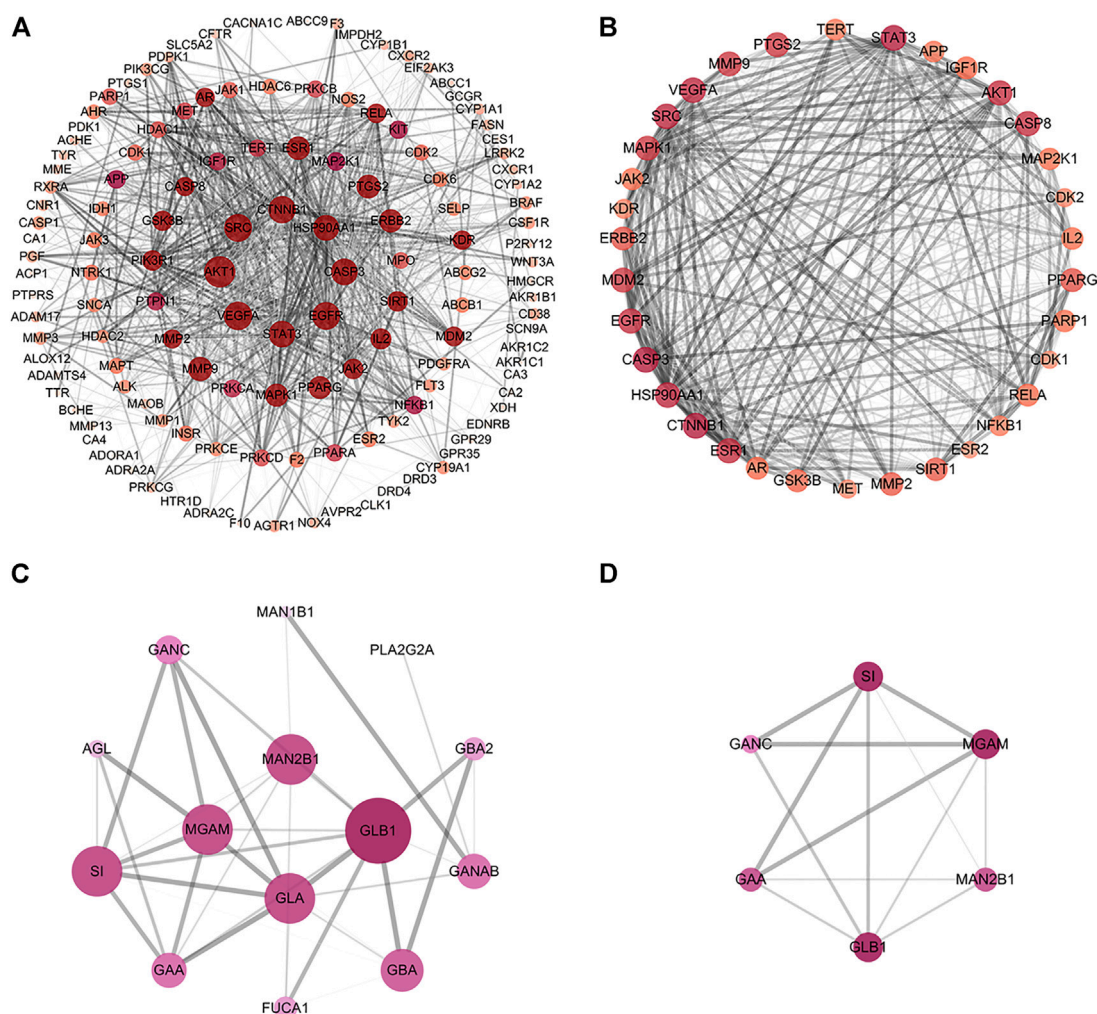 A
CACNA1C
ABCC9
F3
CFTR
IMPDH2
SLC5A2
CYP1B1
PDPK1
CXCR2
PIK3CG
EIF2AK3
PTGS1
AR
JAK1
HDAC6
PRKCB
ABCC1
PARP1
MET
NOS2
GCGR
AHR
RELA
CYP1A1
PDK1
HDAC1
KIT
FASN
ACHE
TERT
ESR1
CES1
TYR
CDK1
IGF1R
MAP2K1
CDK2
LRRK2
MME
CXCR1
RXRA
APP
CASP8
PTGS2
CDK6
CYP1A2
CNR1
IDH1
CTNNB1
SELP
BRAF
CASP1
GSK3B
SRC
HSP90AA1
ERBB2
CSF1R
CA1
JAK3
KDR
P2RY12
PGF
PIK3R1
MPO
WNT3A
ACP1
NTRK1
AKT1
CASP3
ABCG2
HMGCR
PTPRS
SNCA
PTPN1
SIRT1
ABCB1
AKR1B1
ADAM17
VEGFA
EGFR
CD38
MMP3
HDAC2
MMP2
STAT3
IL2
MDM2
SCN9A
ALOX12
MAPT
MMP9
JAK2
PDGFRA
AKR1C2
ADAMTS4
ALK
PRKCA
MAPK1
PPARG
FLT3
AKR1C1
TTR
MAOB
NFKB1
CA3
BCHE
MMP1
TYK2
CA2
MMP13
INSR
ESR2
XDH
CA4
PRKCE
PPARA
EDNRB
ADORA1
PRKCD
F2
GPR29
ADRA2A
GPR35
PRKCG
CYP19A1
HTR1D
DRD3
ADRA2C
DRD4
F10
CLK1
AGTR1
NOX4
AVPR2
B
TERT
STAT3
PTGS2
APP
MMP9
IGF1R
VEGFA
AKT1
SRC
CASP8
MAPK1
MAP2K1
JAK2
CDK2
KDR
ERBB2
IL2
MDM2
PPARG
EGFR
PARP1
CASP3
CDK1
HSP90AA1
RELA
CTNNB1
NFKB1
ESR1
ESR2
AR
SIRT1
GSK3B
MET
MMP2
C
MAN1B1
GANC
PLA2G2A
AGL
MAN2B1
GBA2
MGAM
GLB1
SI
GANAB
GLA
GAA
GBA
FUCA1
D
SI
GANC
MGAM
GAA
MAN2B1
GLB1